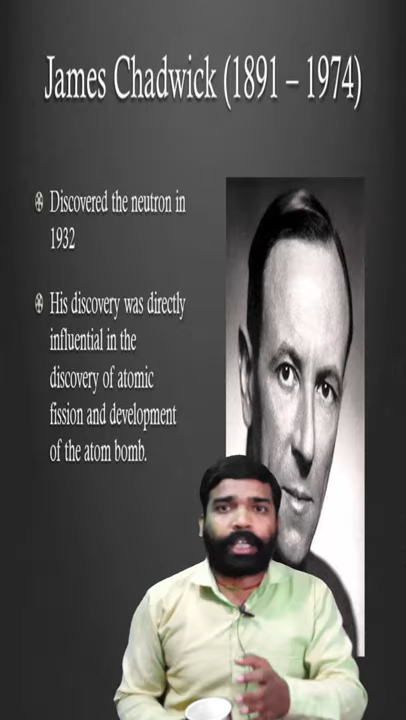 James Chadwick (1891 – 1974)
Discovered the neutron in
1932
His discovery was directly
influential in the
discovery of atomic
fission and development
of the atom bomb.